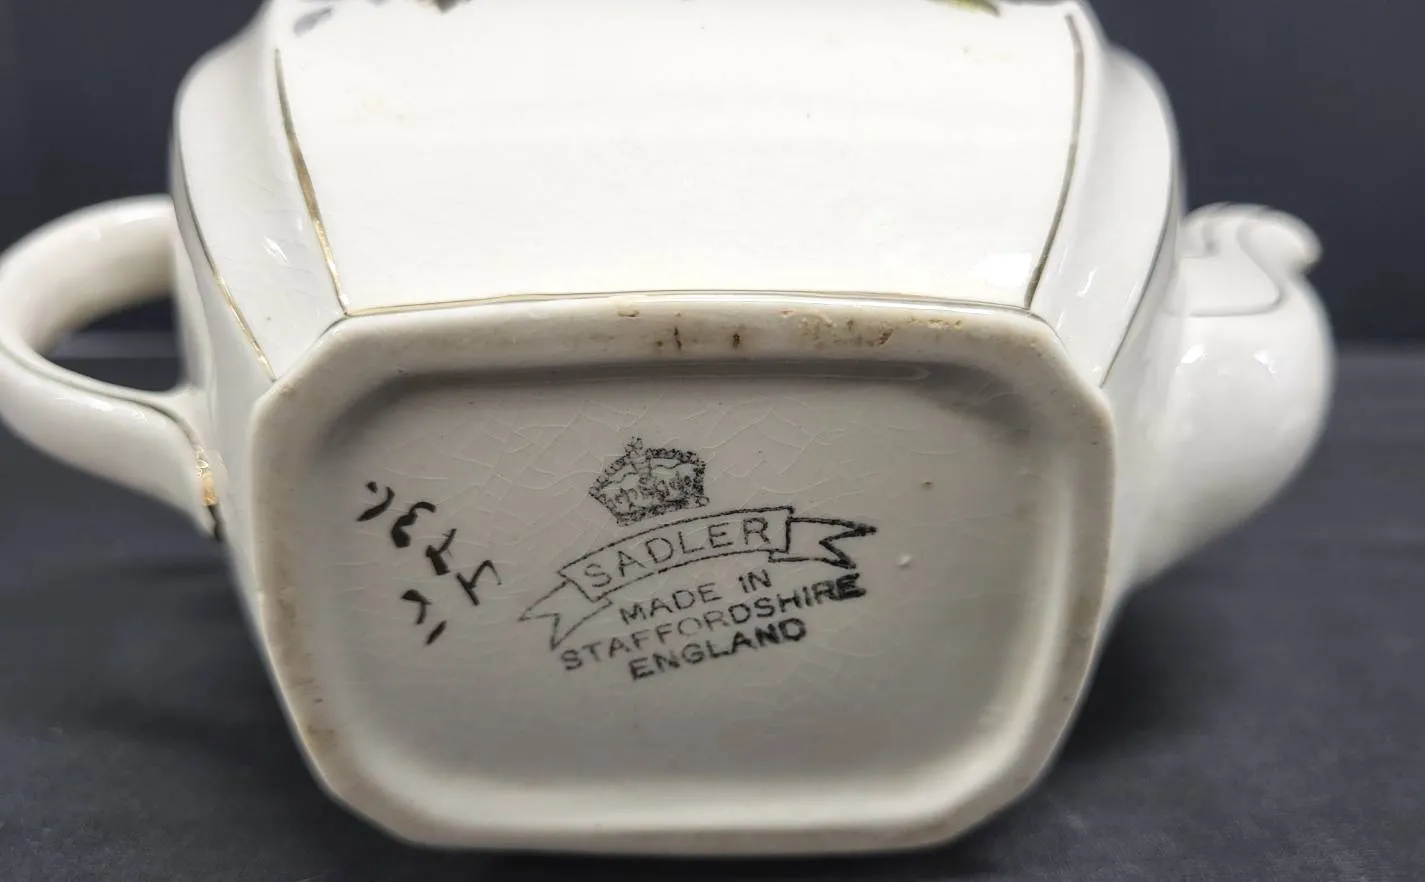 SADLER
MADE IN
STAFFORDSHIRE
ENGLAND